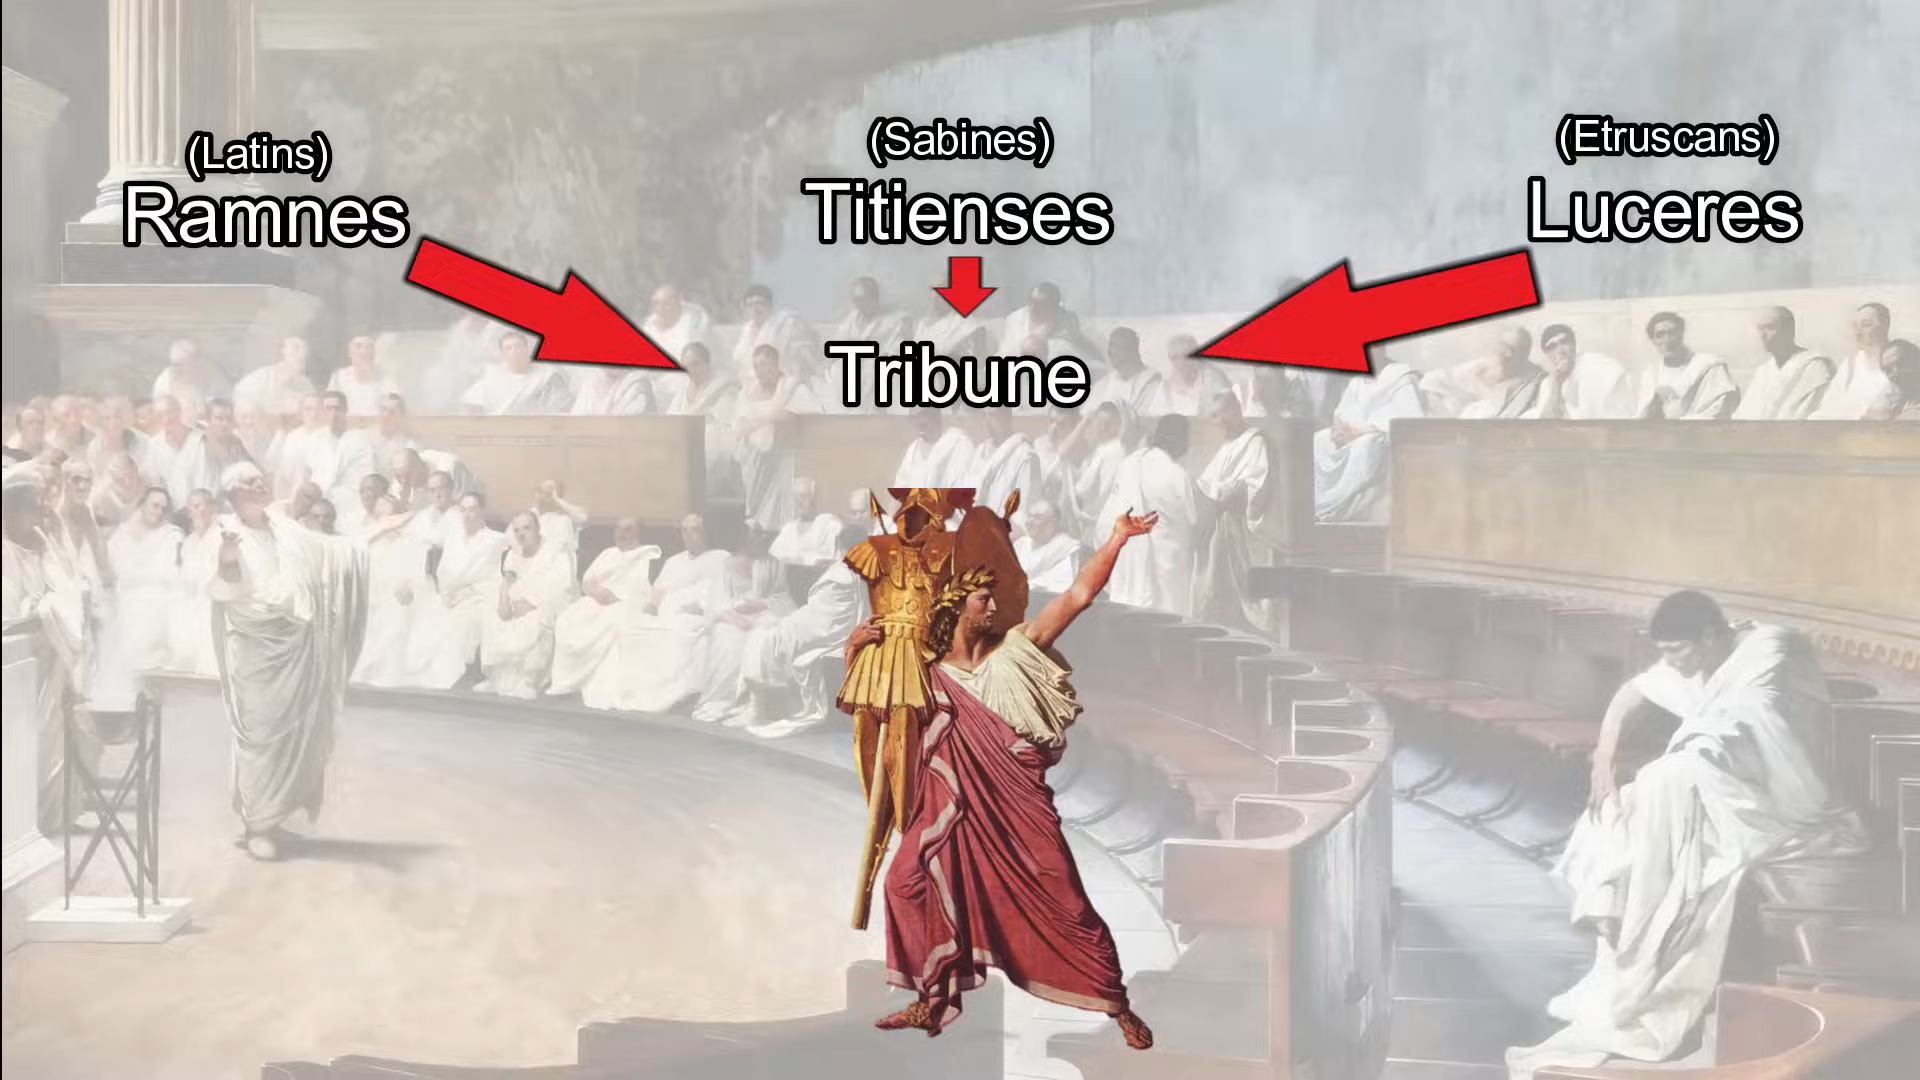 (Latins)
Ramnes
(Sabines)
Titienses
(Etruscans)
Luceres
Tribune